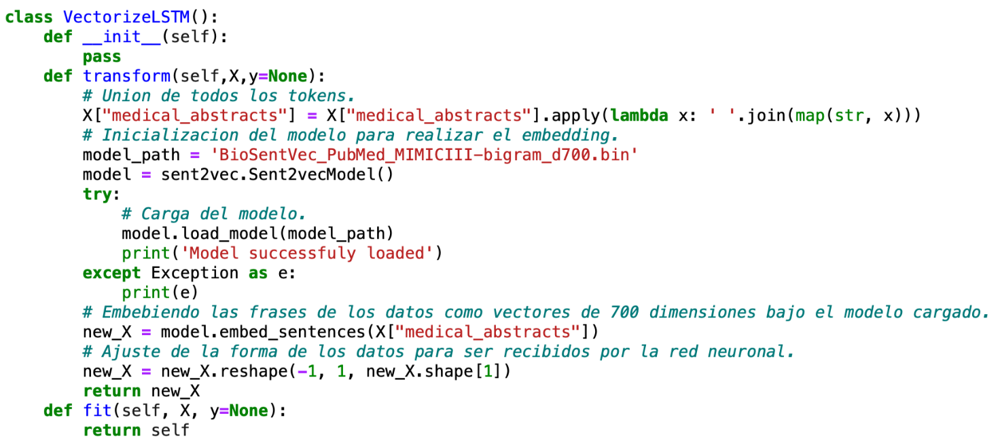 class VectorizeLSTM():
    def __init__(self):
        pass
    def transform(self,X,y=None):
        # Union de todos los tokens.
        X["medical_abstracts"] = X["medical_abstracts"].apply(lambda x: ' '.join(map(str, x)))
        # Inicializacion del modelo para realizar el embedding.
        model_path = 'BioSentVec_PubMed_MIMICIII-bigram_d700.bin'
        model = sent2vec.Sent2vecModel()
        try:
            # Carga del modelo.
            model.load_model(model_path)
            print('Model successfuly loaded')
        except Exception as e:
            print(e)
        # Embebiendo las frases de los datos como vectores de 700 dimensiones bajo el modelo cargado.
        new_X = model.embed_sentences(X["medical_abstracts"])
        # Ajuste de la forma de los datos para ser recibidos por la red neuronal.
        new_X = new_X.reshape(-1, 1, new_X.shape[1])
        return new_X
    def fit(self, X, y=None):
        return self